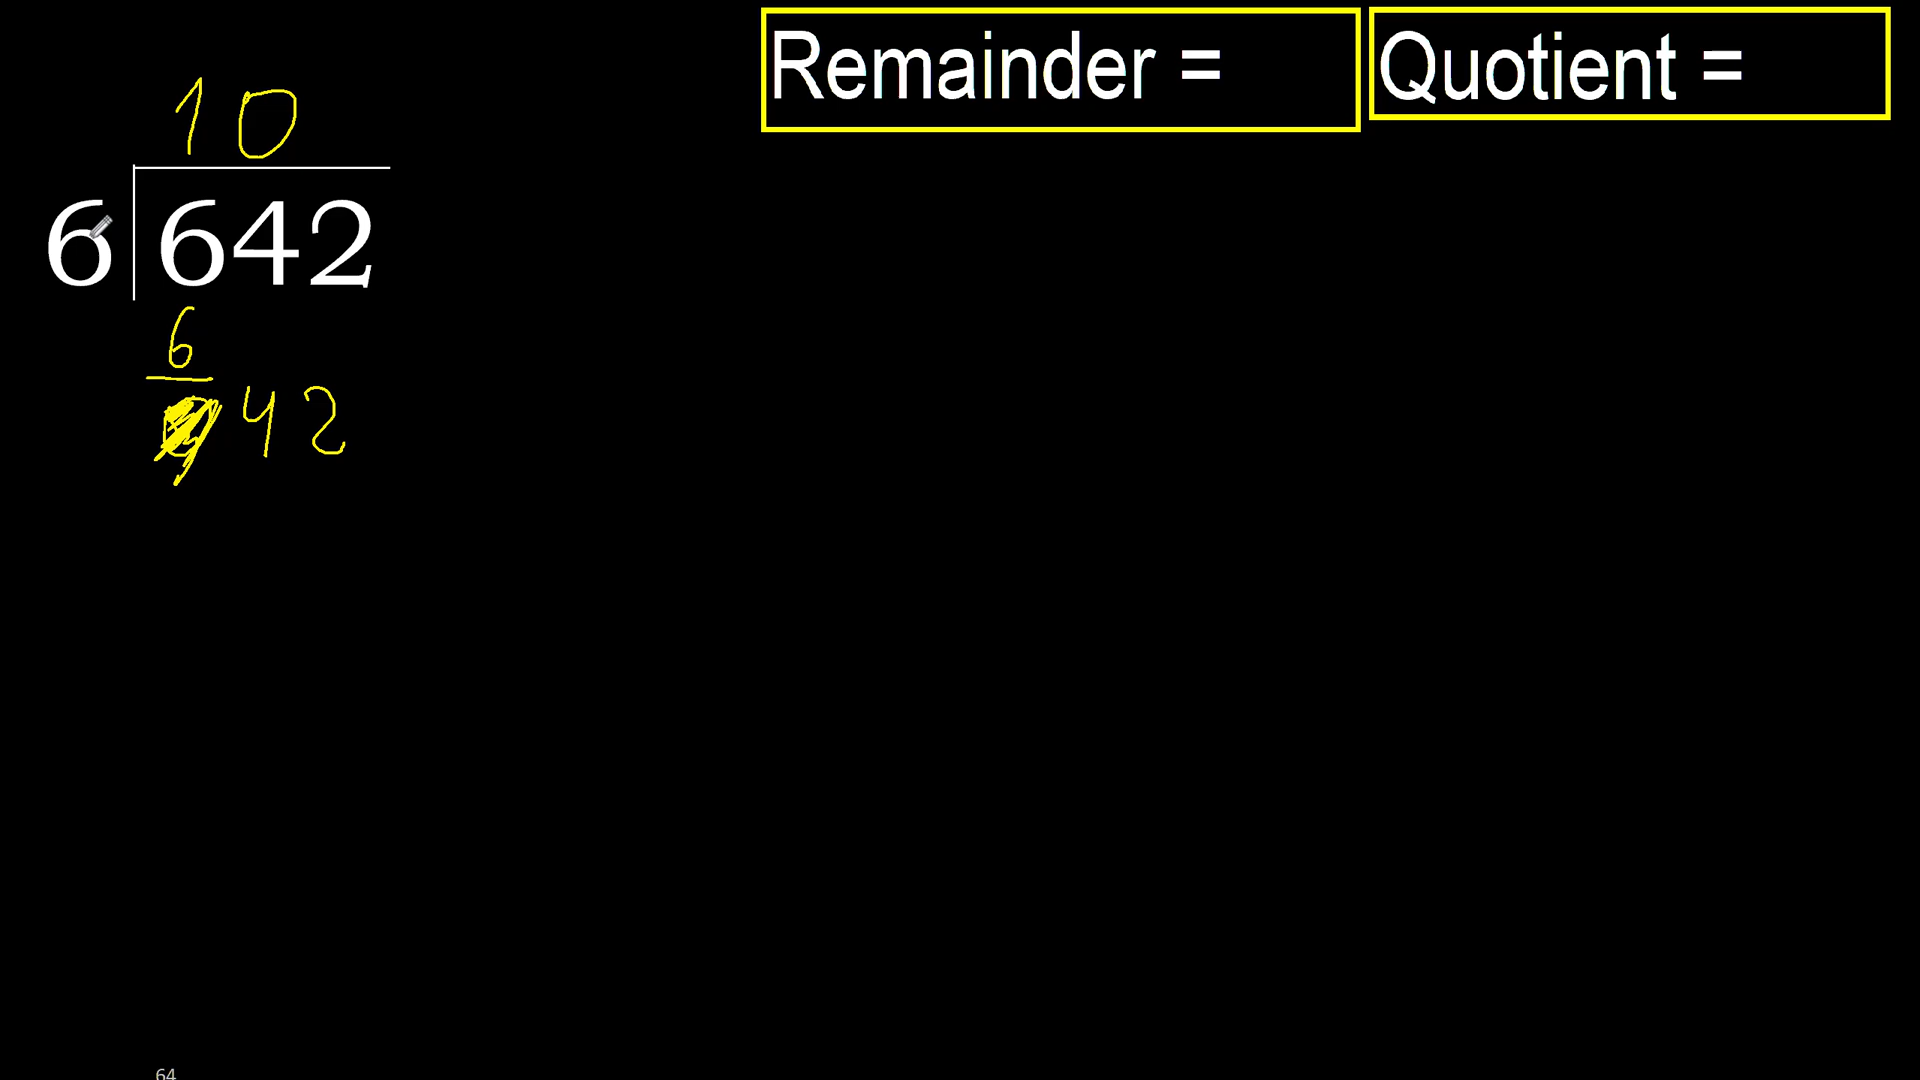 Remainder =
Quotient =
10
6 642
6
42
64